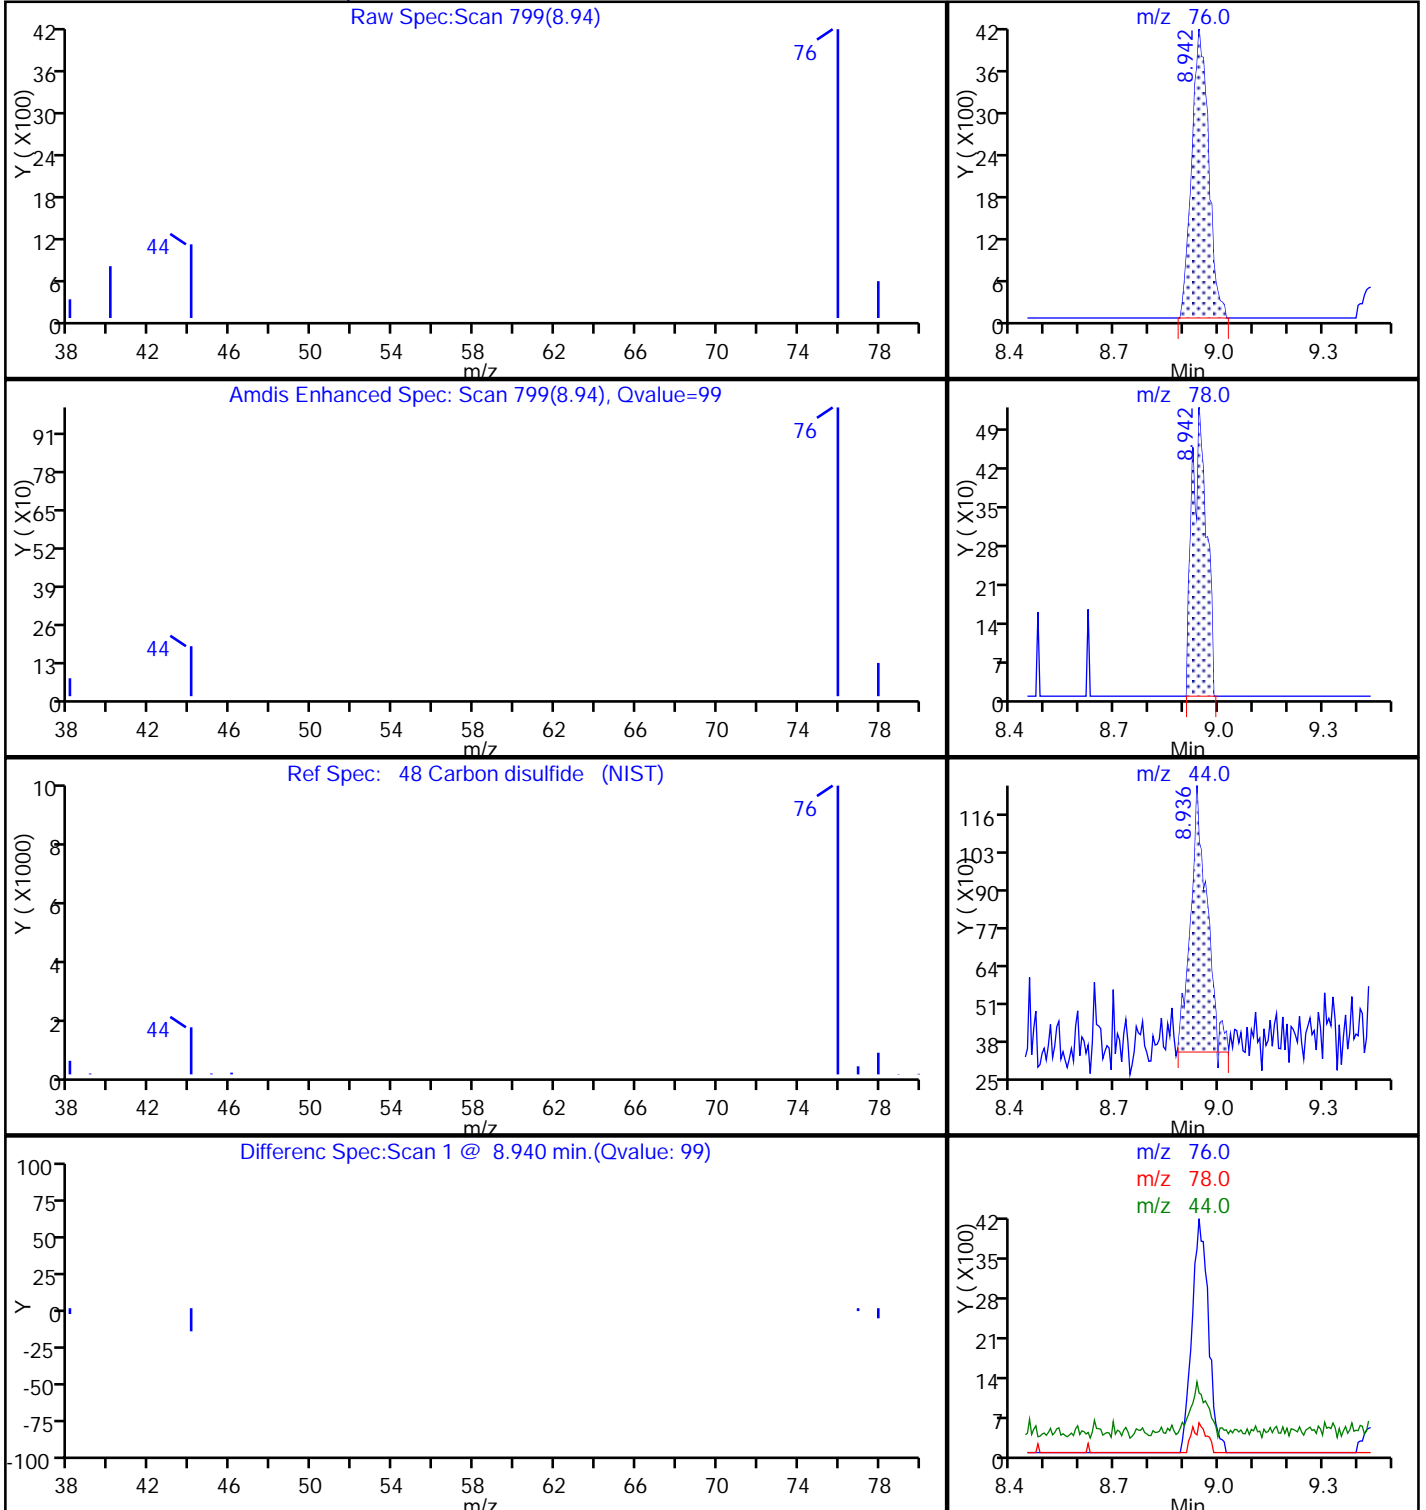 Raw Spec:Scan 799(8.94)
42
36
30
24
18
12
6
0
Y ( X100)
76
44
38 42 46 50 54 58 62 66 70 74 78
m/z
m/z 76.0
42
36
30
24
18
12
6
0
Y ( X100)
8.942
8.4 8.7 9.0 9.3
Min
Amdis Enhanced Spec: Scan 799(8.94), Qvalue=99
91
78
65
52
39
26
13
0
Y ( X10)
76
44
38 42 46 50 54 58 62 66 70 74 78
m/z
m/z 78.0
49
42
35
28
21
14
7
0
Y ( X10)
8.942
8.4 8.7 9.0 9.3
Min
Ref Spec: 48 Carbon disulfide (NIST)
10
8
6
4
2
0
Y ( X1000)
76
44
38 42 46 50 54 58 62 66 70 74 78
m/z
m/z 44.0
116
103
90
77
64
51
38
25
Y ( X10)
8.936
8.4 8.7 9.0 9.3
Min
Differenc Spec:Scan 1 @ 8.940 min.(Qvalue: 99)
100
75
50
25
0
-25
-50
-75
-100
Y
38 42 46 50 54 58 62 66 70 74 78
m/z
m/z 76.0
m/z 78.0
m/z 44.0
42
35
28
21
14
7
0
Y ( X100)
8.4 8.7 9.0 9.3
Min